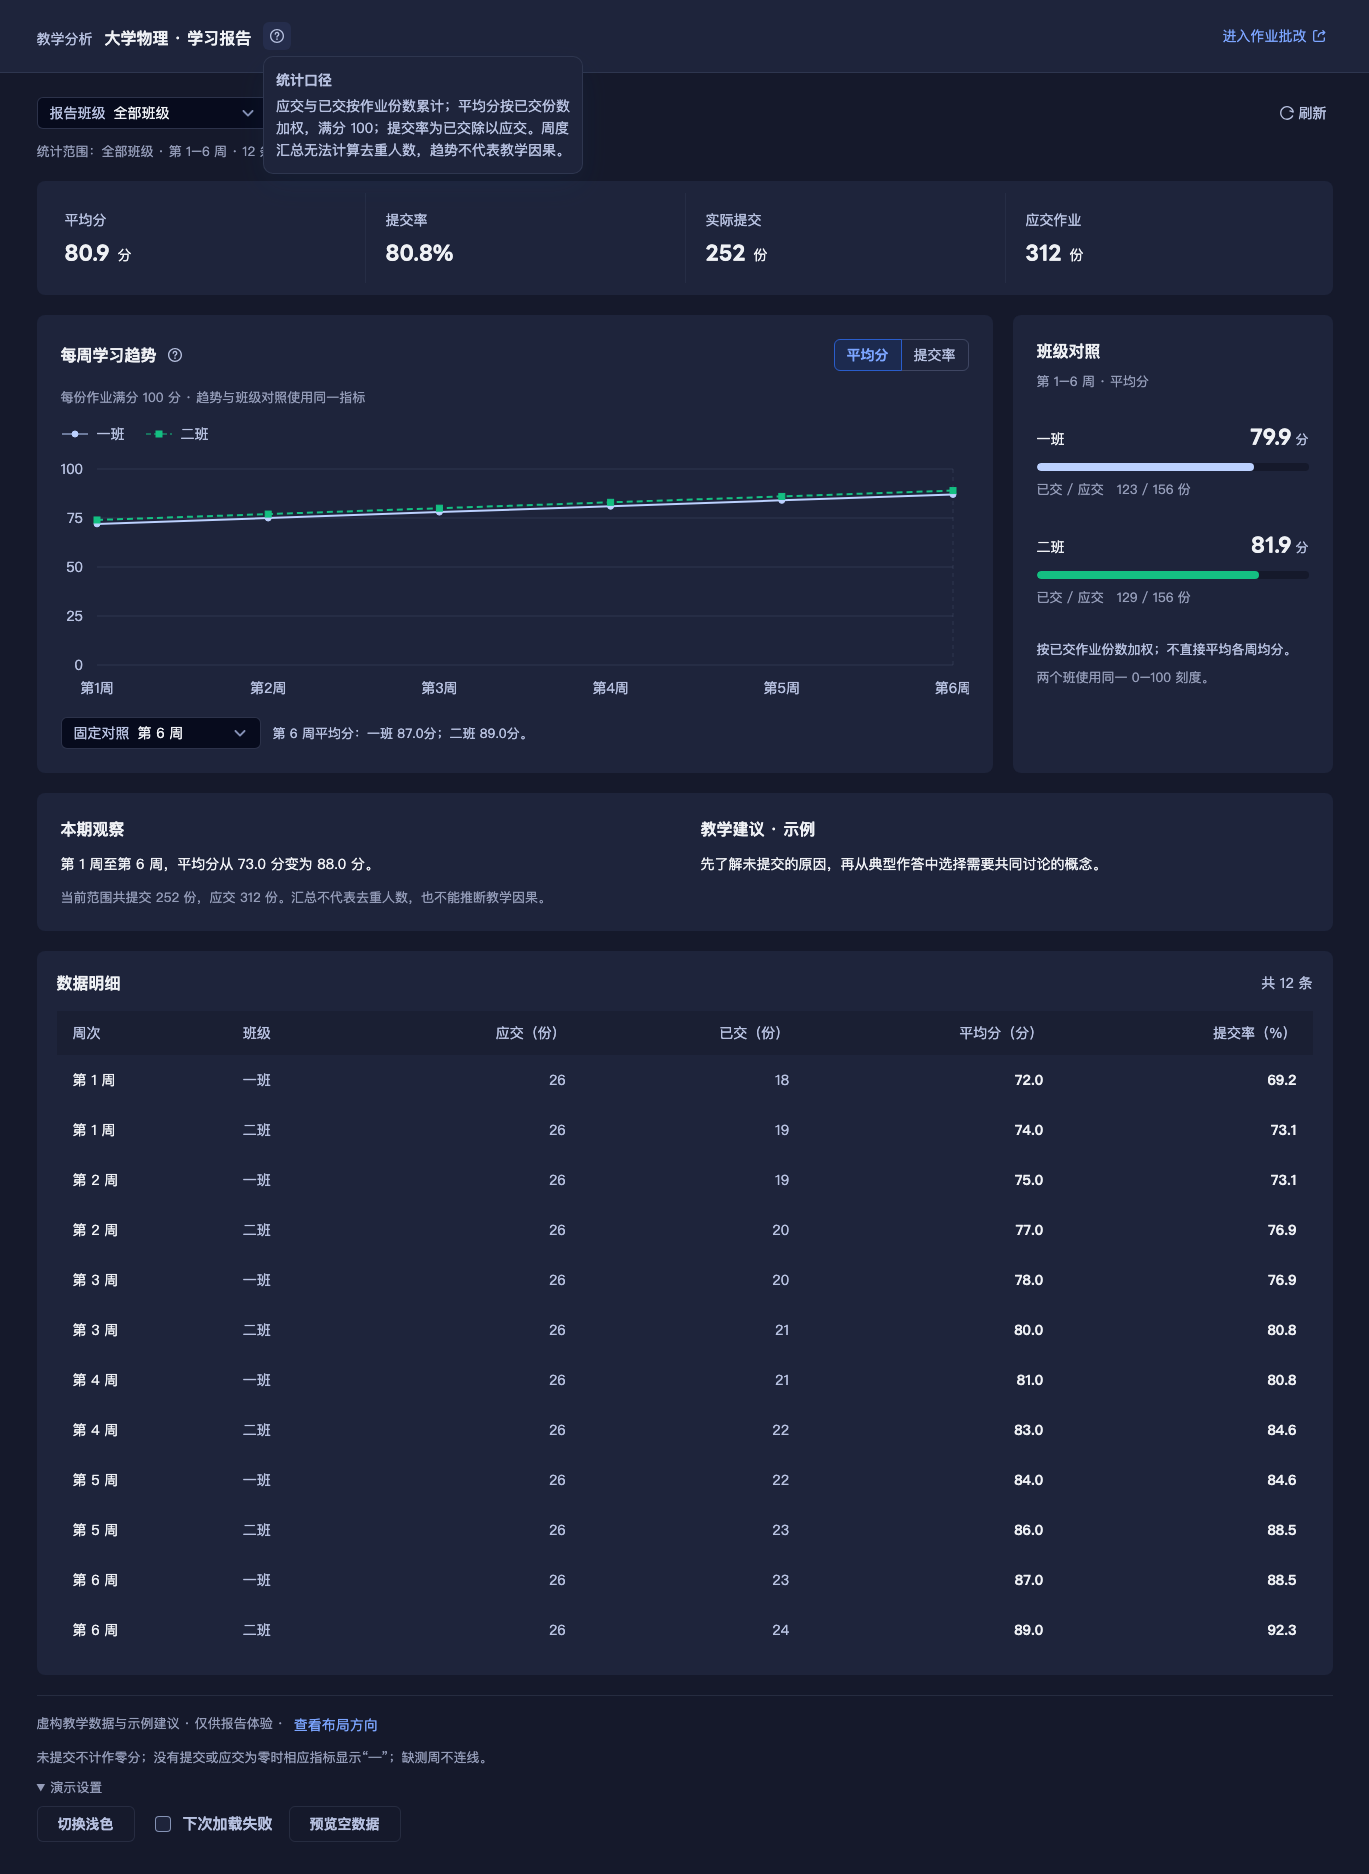 教学分析 大学物理 · 学习报告
进入作业批改
统计口径
应交与已交按作业份数累计；平均分按已交份数
加权，满分 100；提交率为已交除以应交。周度
汇总无法计算去重人数，趋势不代表教学因果。
报告班级 全部班级
刷新
统计范围：全部班级 · 第 1–6 周 · 12
平均分
80.9 分
提交率
80.8%
实际提交
252 份
应交作业
312 份
每周学习趋势
平均分 提交率
每份作业满分 100 分 · 趋势与班级对照使用同一指标
一班 二班
100
75
50
25
0
第1周 第2周 第3周 第4周 第5周 第6周
固定对照 第 6 周
第 6 周平均分：一班 87.0分；二班 89.0分。
班级对照
第 1–6 周 · 平均分
一班 79.9 分
已交 / 应交 123 / 156 份
二班 81.9 分
已交 / 应交 129 / 156 份
按已交作业份数加权；不直接平均各周均分。
两个班使用同一 0–100 刻度。
本期观察
第 1 周至第 6 周，平均分从 73.0 分变为 88.0 分。
当前范围共提交 252 份，应交 312 份。汇总不代表去重人数，也不能推断教学因果。
教学建议 · 示例
先了解未提交的原因，再从典型作答中选择需要共同讨论的概念。
数据明细
共 12 条
周次 班级 应交（份） 已交（份） 平均分（分） 提交率（%）
第 1 周 一班 26 18 72.0 69.2
第 1 周 二班 26 19 74.0 73.1
第 2 周 一班 26 19 75.0 73.1
第 2 周 二班 26 20 77.0 76.9
第 3 周 一班 26 20 78.0 76.9
第 3 周 二班 26 21 80.0 80.8
第 4 周 一班 26 21 81.0 80.8
第 4 周 二班 26 22 83.0 84.6
第 5 周 一班 26 22 84.0 84.6
第 5 周 二班 26 23 86.0 88.5
第 6 周 一班 26 23 87.0 88.5
第 6 周 二班 26 24 89.0 92.3
虚构教学数据与示例建议 · 仅供报告体验 · 查看布局方向
未提交不计作零分；没有提交或应交为零时相应指标显示“—”；缺测周不连线。
▼ 演示设置
切换浅色 下次加载失败 预览空数据